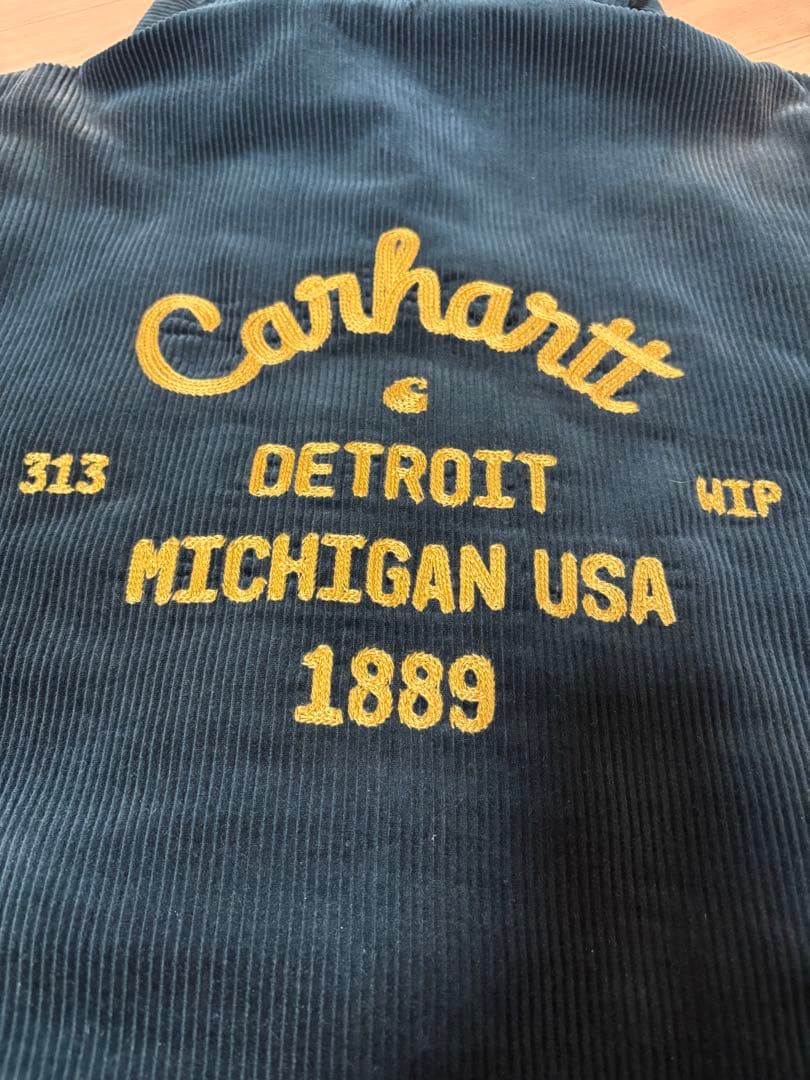 Carhartt
313 DETROIT WIP
MICHIGAN USA
1889